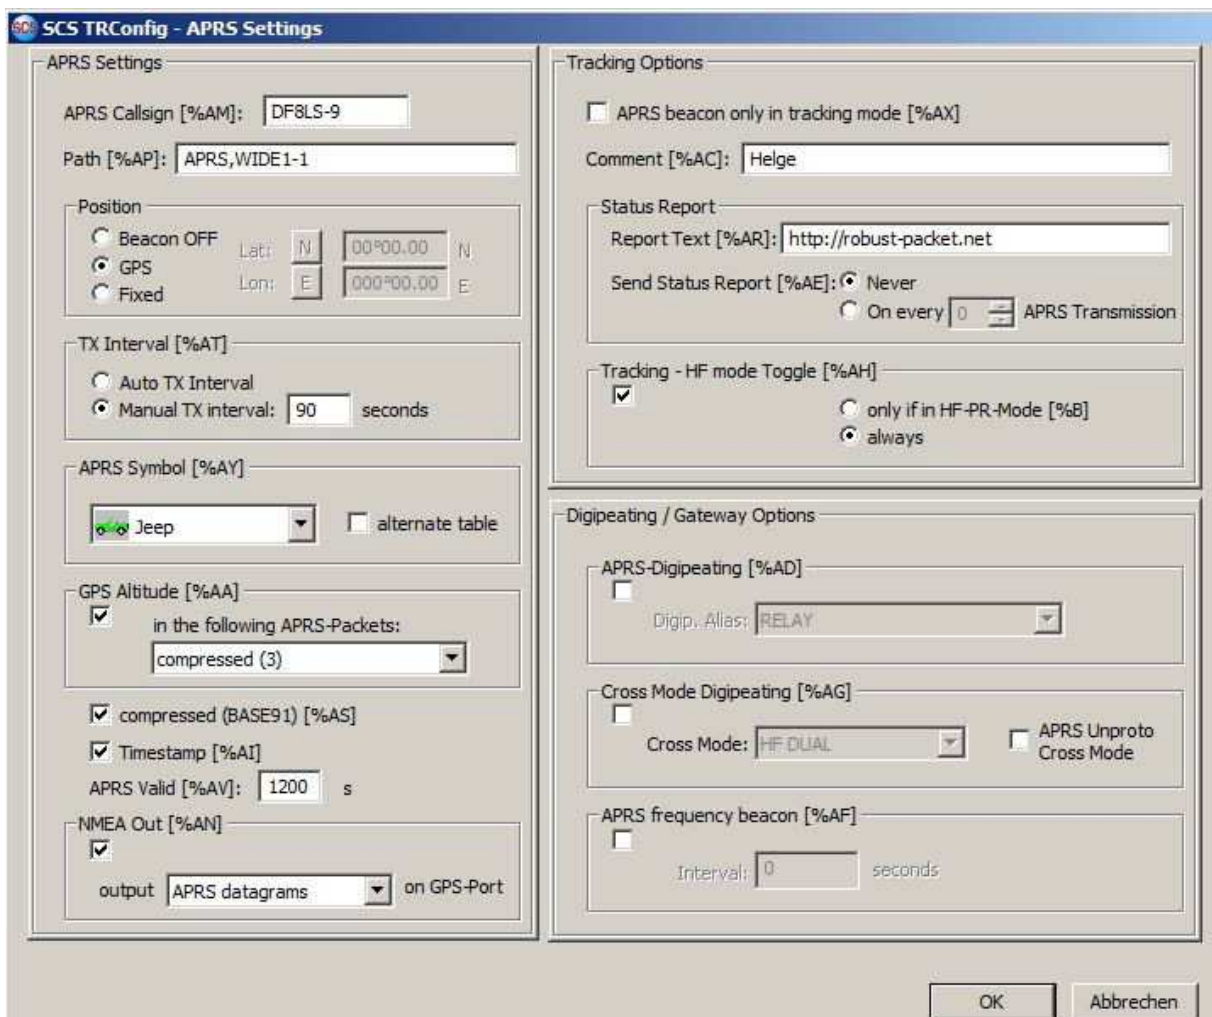 SCS TRConfig - APRS Settings
APRS Settings
APRS Callsign [%AM]: DF8LS-9
Path [%AP]: APRS,WIDE1-1
Position
Beacon OFF
GPS
Fixed
Lat: N 00°00.00 N
Lon: E 000°00.00 E
TX Interval [%AT]
Auto TX Interval
Manual TX interval: 90 seconds
APRS Symbol [%AY]
Jeep
alternate table
GPS Altitude [%AA]
in the following APRS-Packets:
compressed (3)
compressed (BASE91) [%AS]
Timestamp [%AI]
APRS Valid [%AV]: 1200 s
NMEA Out [%AN]
output APRS datagrams on GPS-Port
Tracking Options
APRS beacon only in tracking mode [%AX]
Comment [%AC]: Helge
Status Report
Report Text [%AR]: http://robust-packet.net
Send Status Report [%AE]: Never
On every 0 APRS Transmission
Tracking - HF mode Toggle [%AH]
only if in HF-PR-Mode [%B]
always
Digipeating / Gateway Options
APRS-Digipeating [%AD]
Digip. Alias: RELAY
Cross Mode Digipeating [%AG]
Cross Mode: HF DUAL
APRS Unproto
Cross Mode
APRS frequency beacon [%AF]
Interval: 0 seconds
OK
Abbrechen